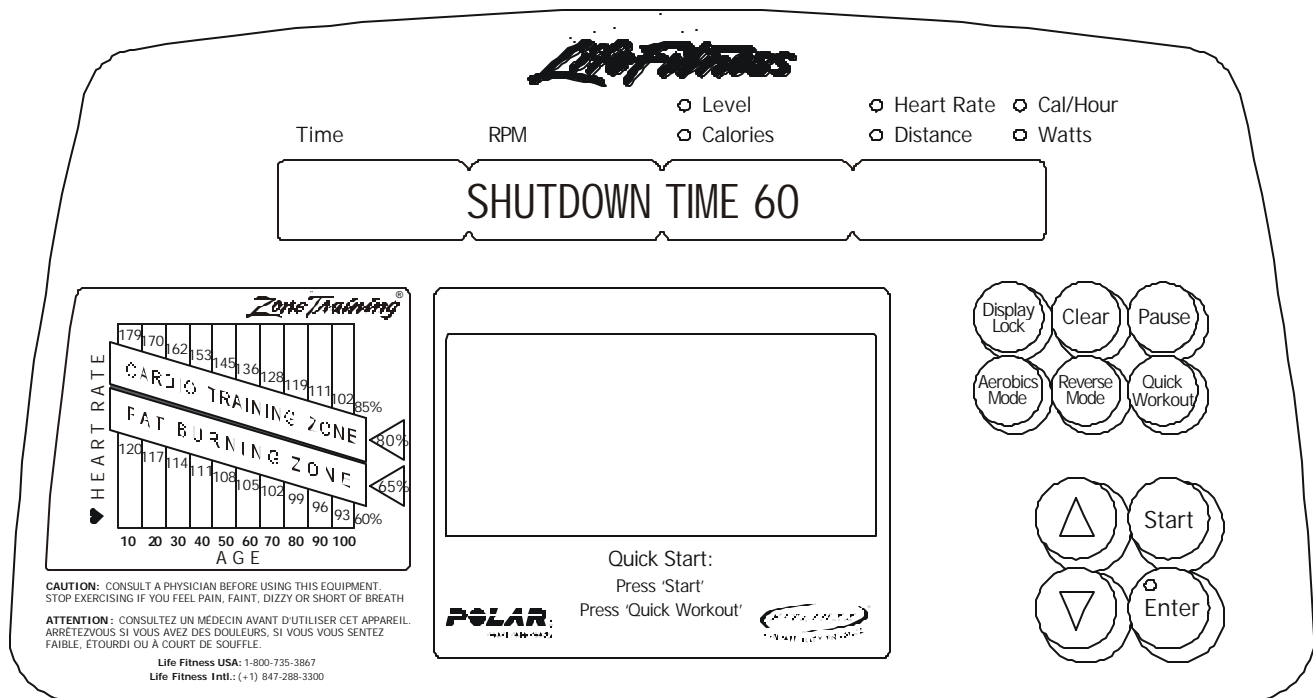 Life Fitness
Level
Heart Rate
Cal/Hour
Time
RPM
Calories
Distance
Watts
SHUTDOWN TIME 60
Zone Training®
HEART RATE
179 170 162 153 145 136 128 119 111 102 85%
CARDIO TRAINING ZONE
80%
FAT BURNING ZONE
65%
120 117 114 111 108 105 102 99 96 93 60%
10 20 30 40 50 60 70 80 90 100
AGE
CAUTION: CONSULT A PHYSICIAN BEFORE USING THIS EQUIPMENT.
STOP EXERCISING IF YOU FEEL PAIN, FAINT, DIZZY OR SHORT OF BREATH
ATTENTION: CONSULTEZ UN MÉDECIN AVANT D'UTILISER CET APPAREIL.
ARRÊTEZVOUS SI VOUS AVEZ DES DOULEURS, SI VOUS VOUS SENTEZ
FAIBLE, ÉTOURDI OU À COURT DE SOUFFLE.
Life Fitness USA: 1-800-735-3867
Life Fitness Intl.: (+1) 847-288-3300
Quick Start:
Press 'Start'
Press 'Quick Workout'
POLAR
Display
Lock
Clear
Pause
Aerobics
Mode
Reverse
Mode
Quick
Workout
Start
Enter